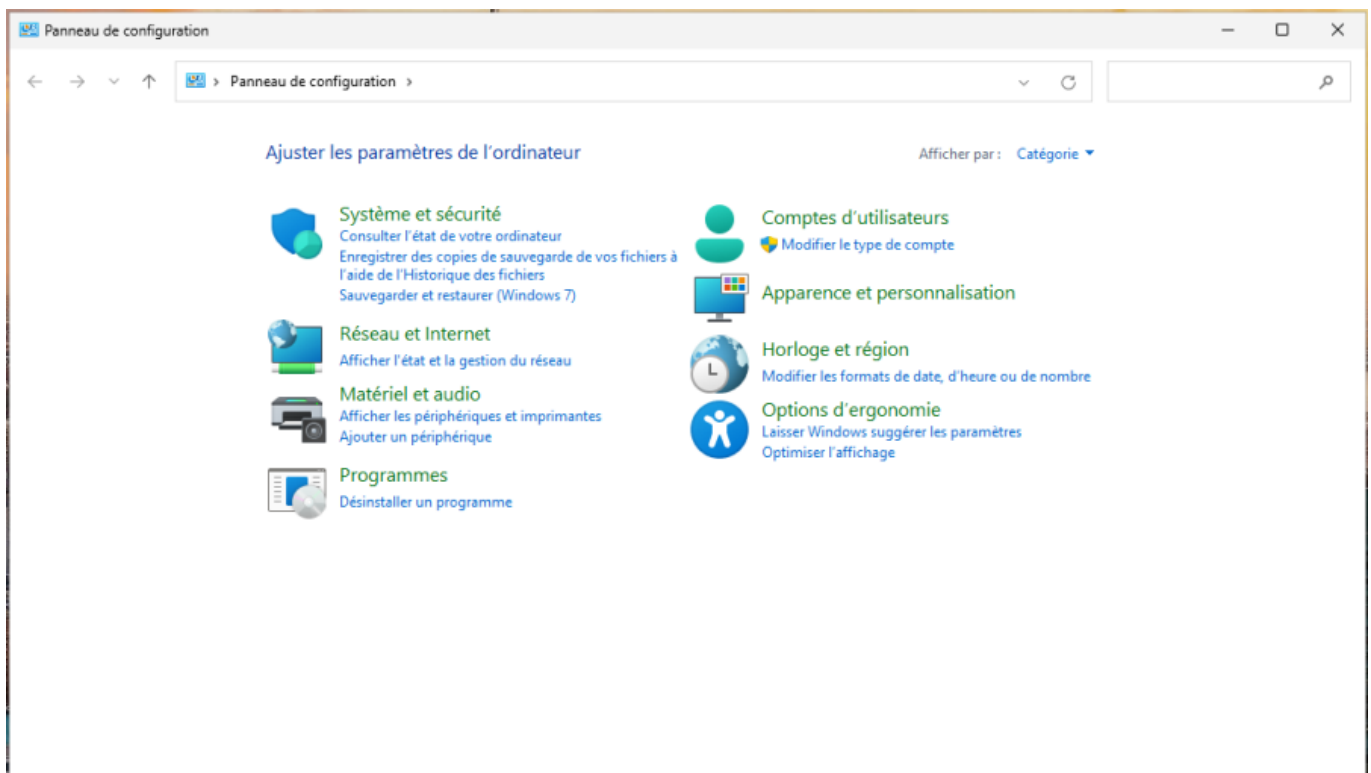 Panneau de configuration
Panneau de configuration
Ajuster les paramètres de l'ordinateur
Afficher par : Catégorie
Système et sécurité
Consulter l'état de votre ordinateur
Enregistrer des copies de sauvegarde de vos fichiers à
l'aide de l'Historique des fichiers
Sauvegarder et restaurer (Windows 7)
Réseau et Internet
Afficher l'état et la gestion du réseau
Matériel et audio
Afficher les périphériques et imprimantes
Ajouter un périphérique
Programmes
Désinstaller un programme
Comptes d'utilisateurs
Modifier le type de compte
Apparence et personnalisation
Horloge et région
Modifier les formats de date, d'heure ou de nombre
Options d'ergonomie
Laisser Windows suggérer les paramètres
Optimiser l'affichage